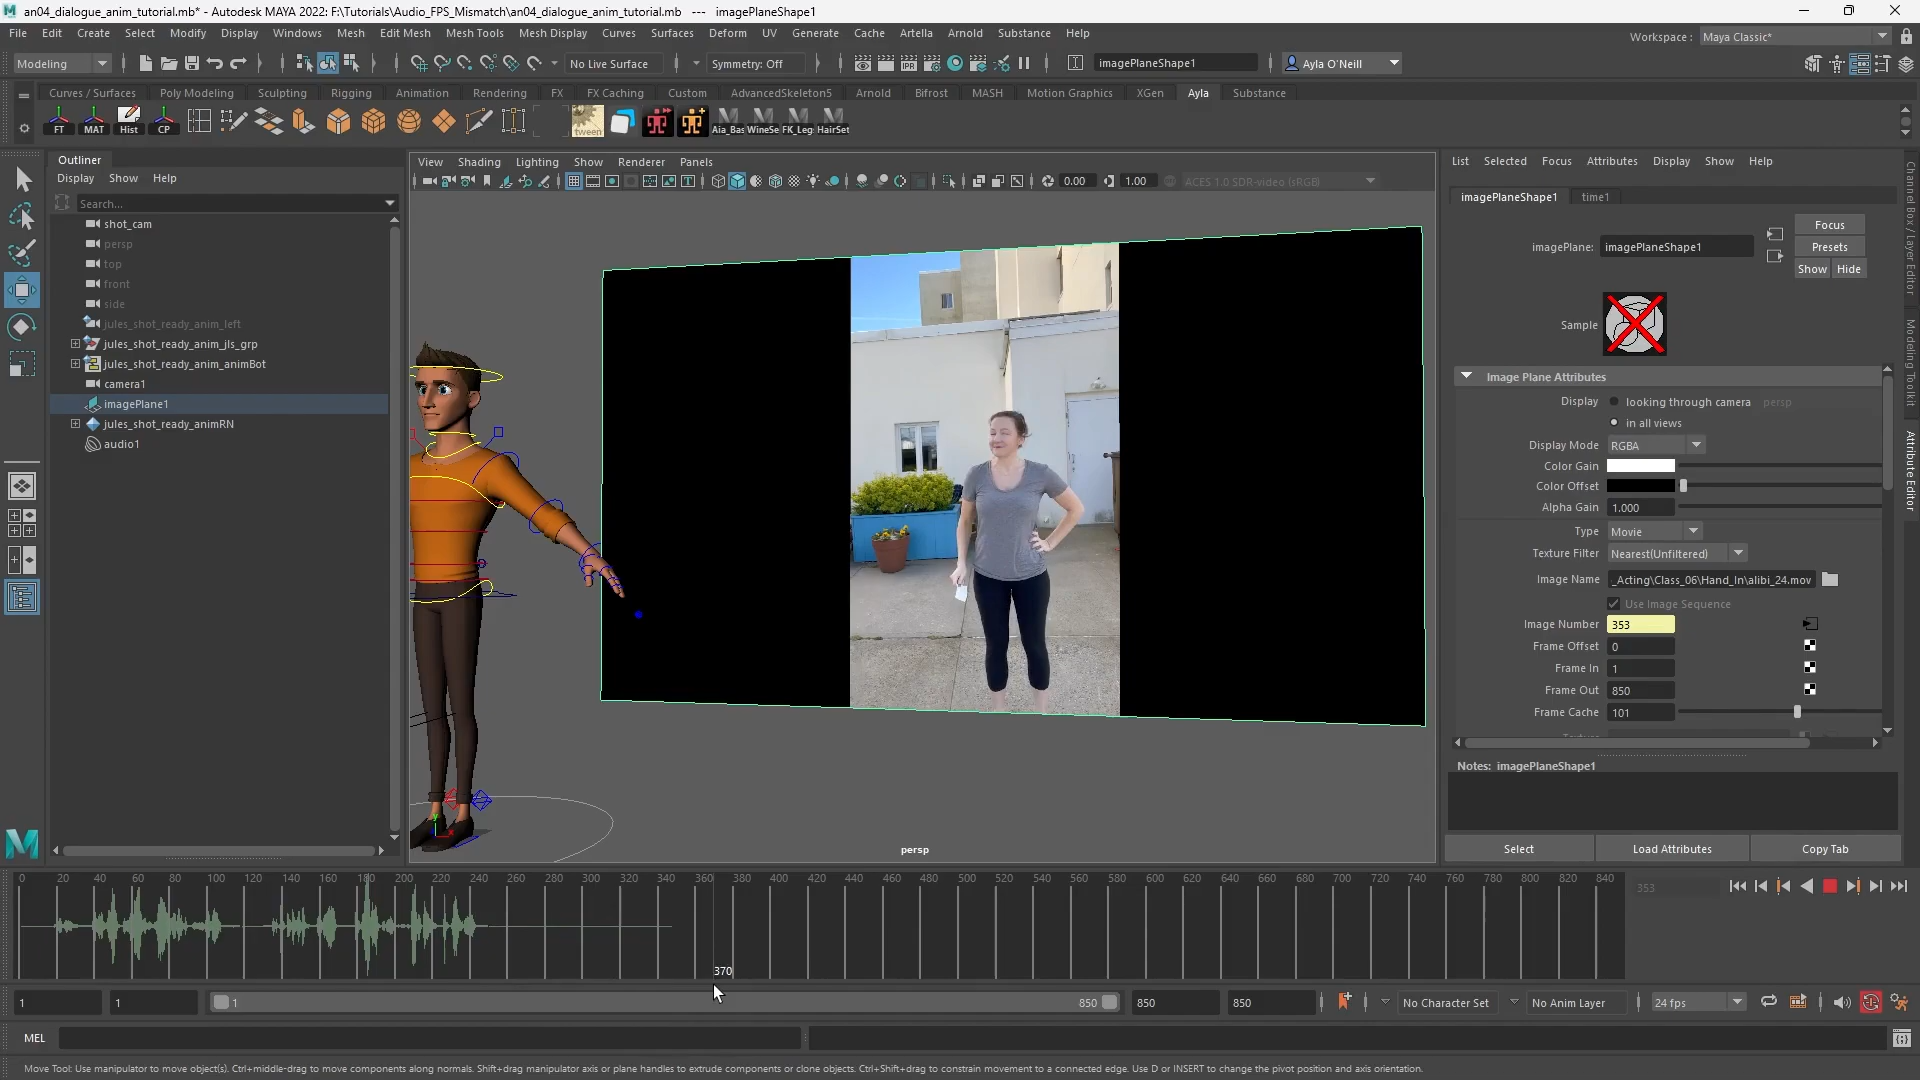 an04_dialogue_anim_tutorial.mb* - Autodesk MAYA 2022: F:\Tutorials\Audio_FPS_Mismatch\an04_dialogue_anim_tutorial.mb --- imagePlaneShape1
File Edit Create Select Modify Display Windows Mesh Edit Mesh Mesh Tools Mesh Display Curves Surfaces Deform UV Generate Cache Artella Arnold Substance Help
Workspace : Maya Classic*
Modeling No Live Surface Symmetry: Off IPR imagePlaneShape1 Ayla O'Neill
Curves / Surfaces Poly Modeling Sculpting Rigging Animation Rendering FX FX Caching Custom AdvancedSkeleton5 Arnold Bifrost MASH Motion Graphics XGen Ayla Substance
FT MAT Hist CP tween Aia_Bas WineSe FK_Leg HairSet
Outliner
Display Show Help
Search...
shot_cam
persp
top
front
side
jules_shot_ready_anim_left
jules_shot_ready_anim_jls_grp
jules_shot_ready_anim_animBot
camera1
imagePlane1
jules_shot_ready_animRN
audio1
View Shading Lighting Show Renderer Panels
0.00 1.00 ACES 1.0 SDR-video (sRGB)
persp
List Selected Focus Attributes Display Show Help
imagePlaneShape1 time1
Focus
imagePlane: imagePlaneShape1 Presets
Show Hide
Sample
Image Plane Attributes
Display looking through camera persp
in all views
Display Mode RGBA
Color Gain
Color Offset
Alpha Gain 1.000
Type Movie
Texture Filter Nearest(Unfiltered)
Image Name _Acting\Class_06\Hand_In\alibi_24.mov
Use Image Sequence
Image Number 353
Frame Offset 0
Frame In 1
Frame Out 850
Frame Cache 101
Notes: imagePlaneShape1
Select Load Attributes Copy Tab
Channel Box / Layer Editor
Modeling Toolkit
Attribute Editor
0 20 40 60 80 100 120 140 160 180 200 220 240 260 280 300 320 340 360 380 400 420 440 460 480 500 520 540 560 580 600 620 640 660 680 700 720 740 760 780 800 820 840
353
370
1 1 1 850 850 850 No Character Set No Anim Layer 24 fps
MEL
Move Tool: Use manipulator to move object(s). Ctrl+middle-drag to move components along normals. Shift+drag manipulator axis or plane handles to extrude components or clone objects. Ctrl+Shift+drag to constrain movement to a connected edge. Use D or INSERT to change the pivot position and axis orientation.